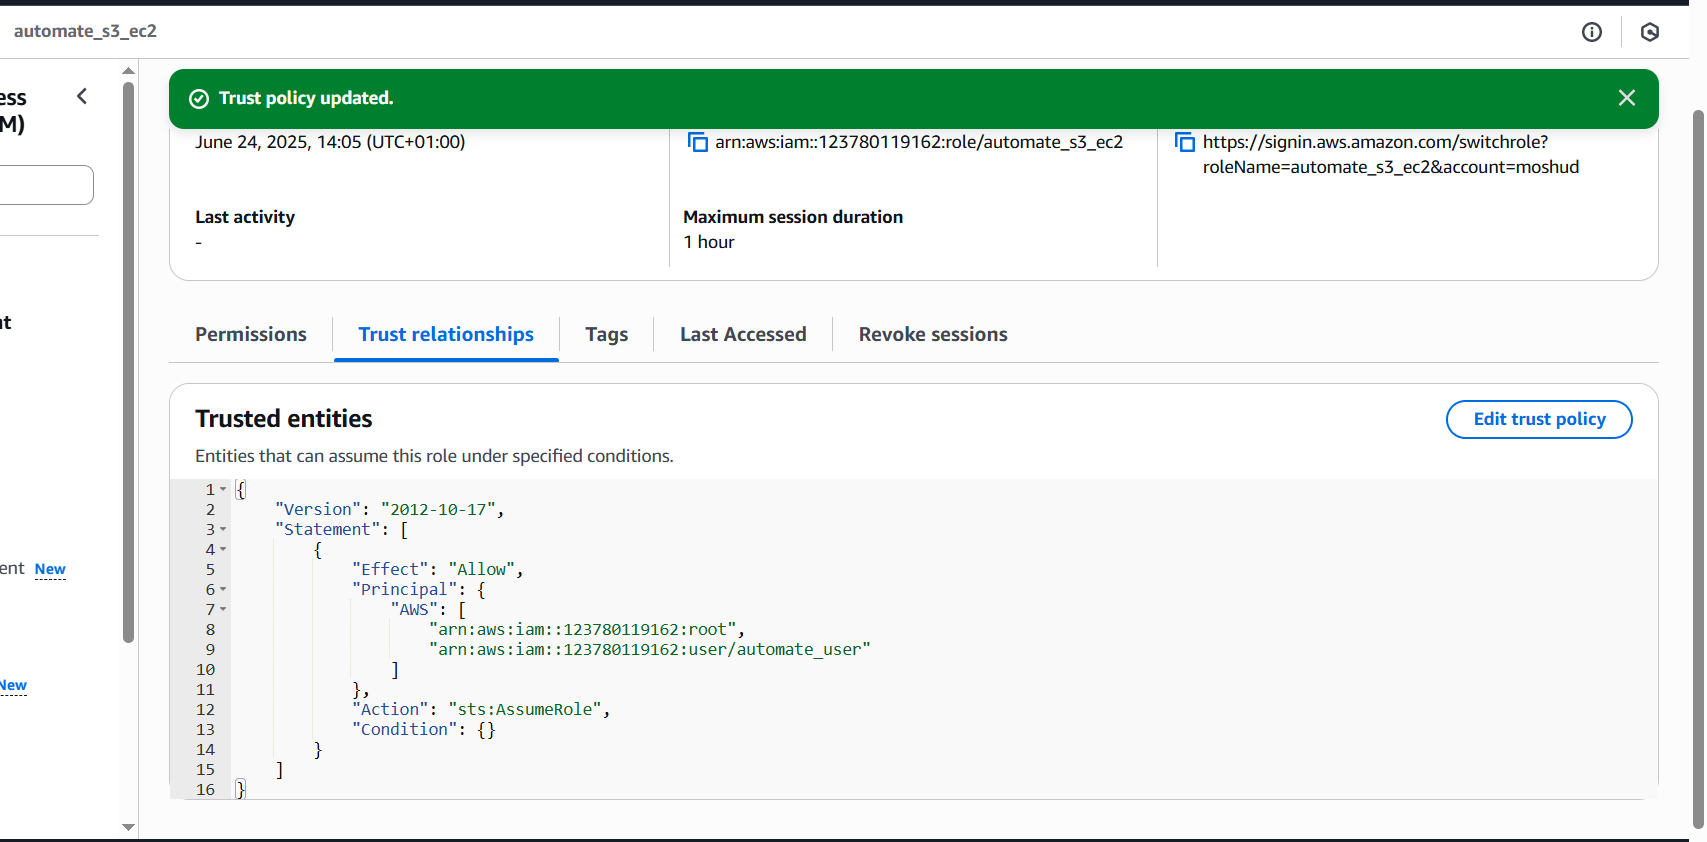 automate_s3_ec2
ess
M)
nt
ent New
New
Trust policy updated.
June 24, 2025, 14:05 (UTC+01:00)
arn:aws:iam::123780119162:role/automate_s3_ec2
https://signin.aws.amazon.com/switchrole?
roleName=automate_s3_ec2&account=moshud
Last activity
-
Maximum session duration
1 hour
Permissions
Trust relationships
Tags
Last Accessed
Revoke sessions
Trusted entities
Edit trust policy
Entities that can assume this role under specified conditions.
1 {
2 "Version": "2012-10-17",
3 "Statement": [
4 {
5 "Effect": "Allow",
6 "Principal": {
7 "AWS": [
8 "arn:aws:iam::123780119162:root",
9 "arn:aws:iam::123780119162:user/automate_user"
10 ]
11 },
12 "Action": "sts:AssumeRole",
13 "Condition": {}
14 }
15 ]
16 }